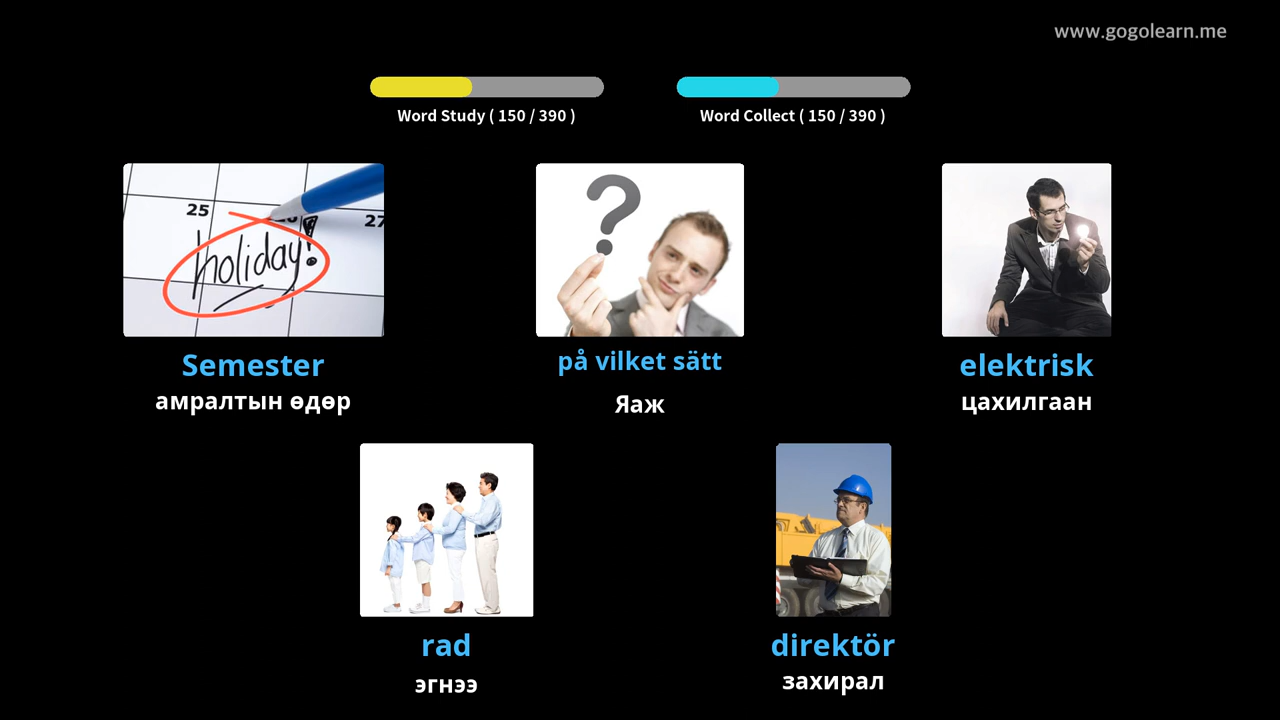 www.gogolearn.me
Word Study ( 150 / 390 )
Word Collect ( 150 / 390 )
25
27
holiday!
Semester
амралтын өдөр
på vilket sätt
Яаж
elektrisk
цахилгаан
rad
эгнээ
direktör
захирал